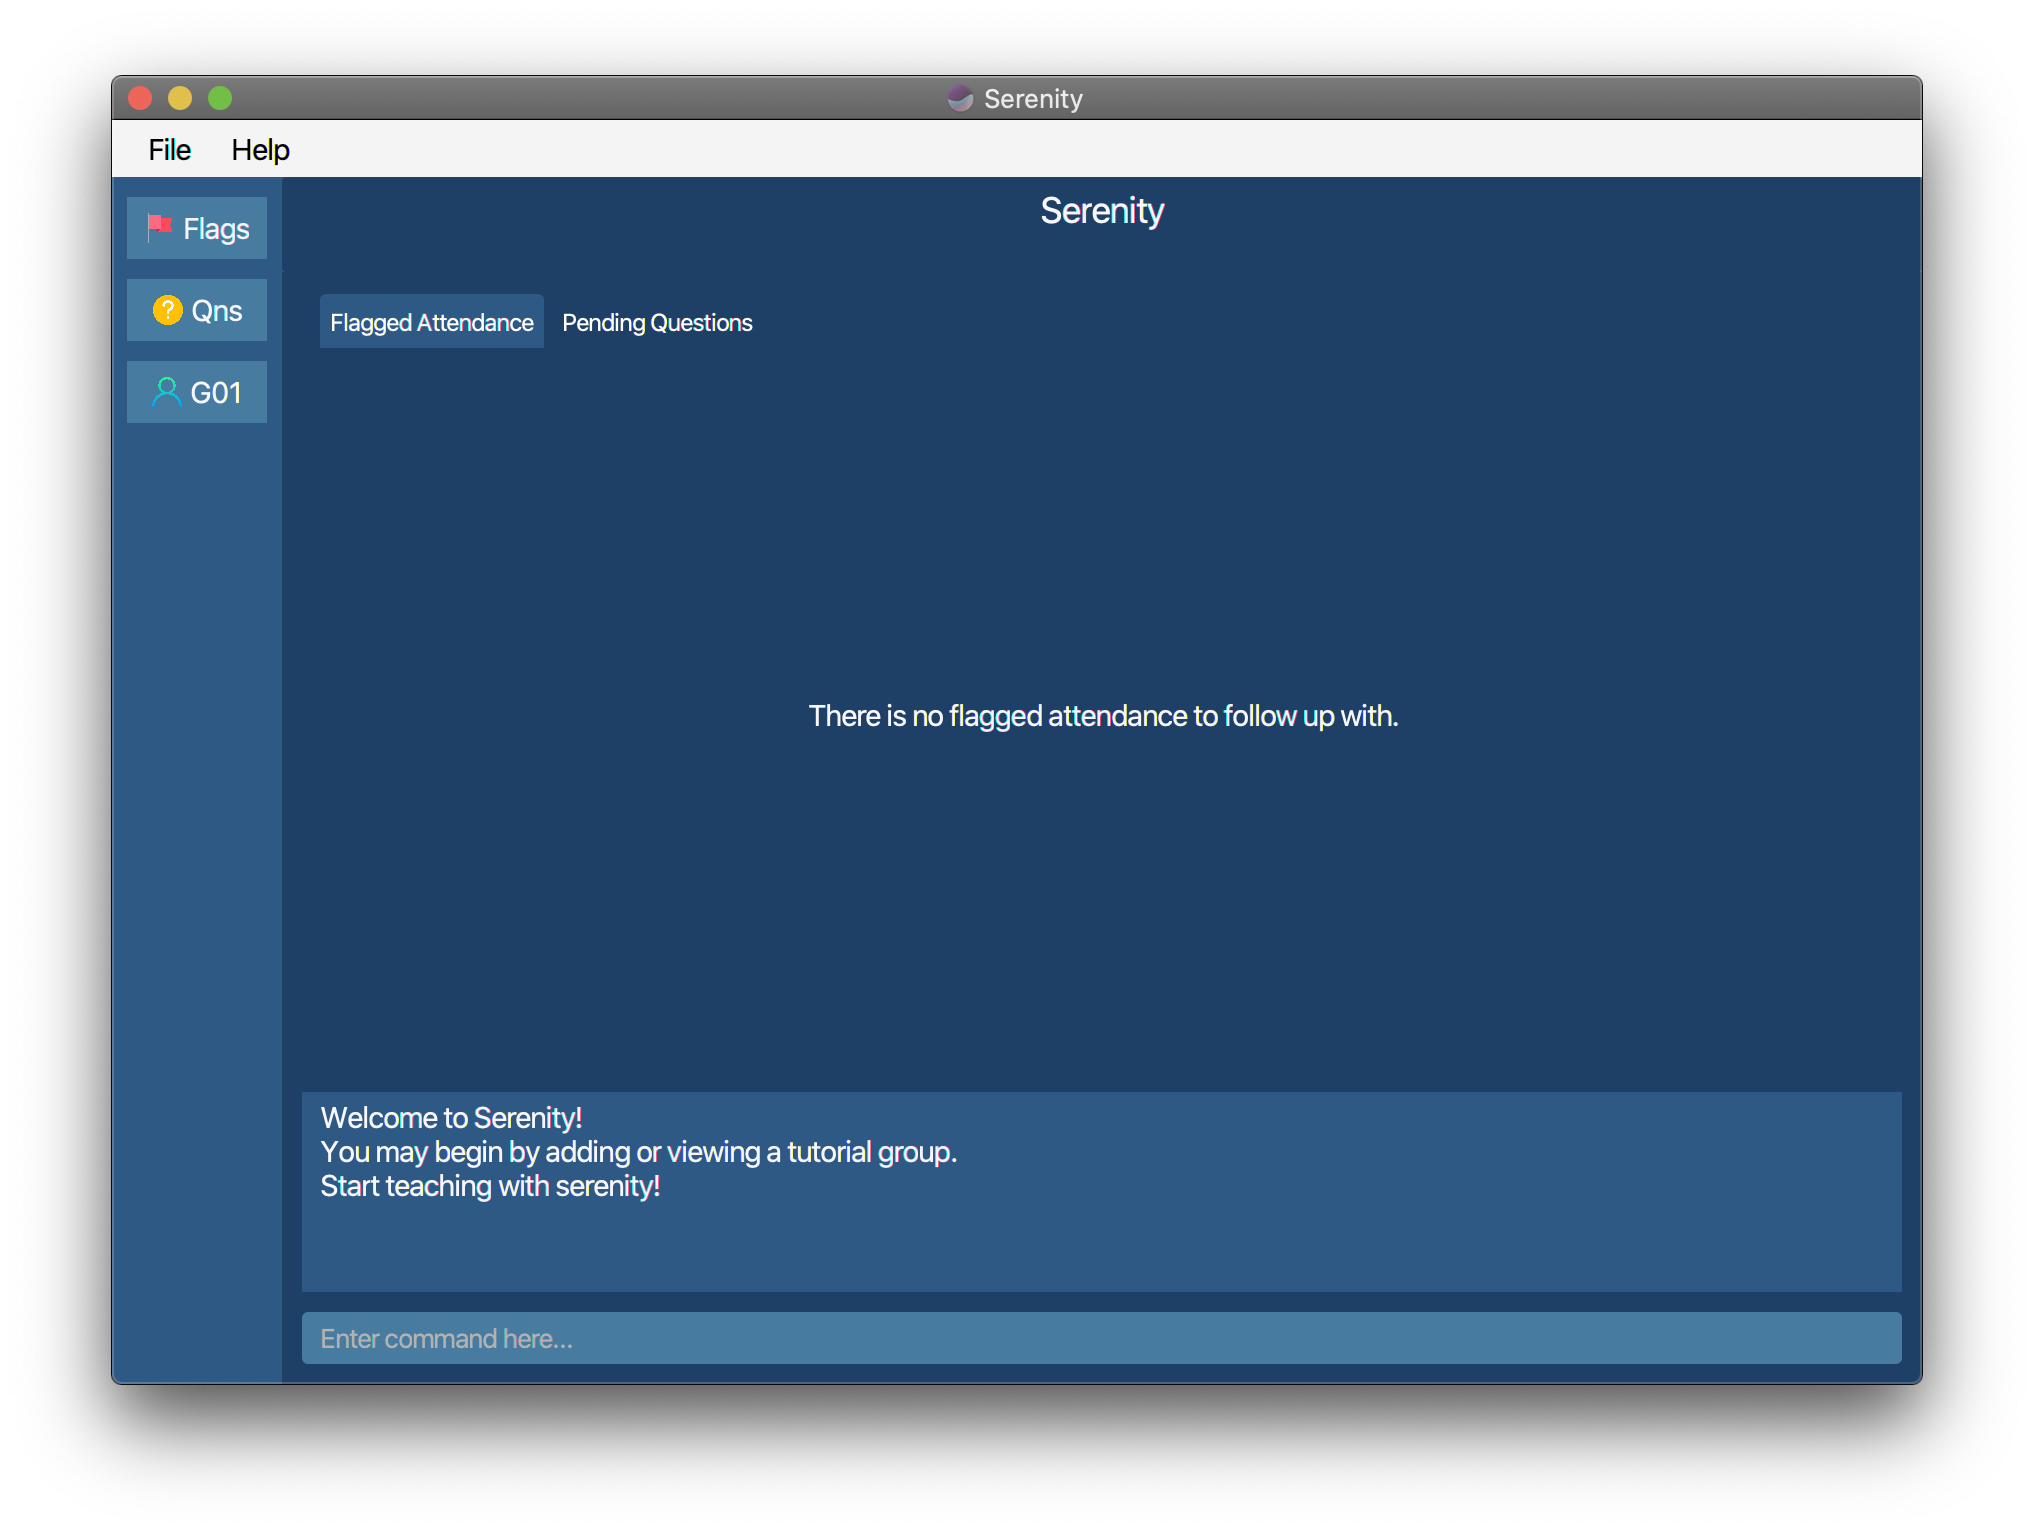 Serenity
File Help
Flags
Qns
G01
Serenity
Flagged Attendance Pending Questions
There is no flagged attendance to follow up with.
Welcome to Serenity!
You may begin by adding or viewing a tutorial group.
Start teaching with serenity!
Enter command here...